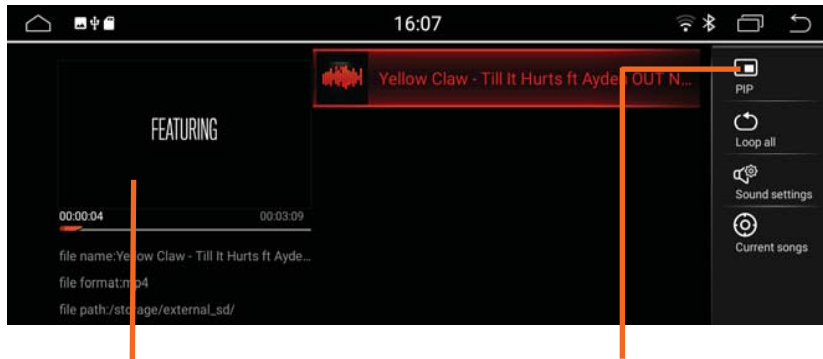 16:07
Yellow Claw - Till It Hurts ft Ayden OUT N...
PIP
FEATURING
Loop all
Sound settings
00:00:04 00:03:09
Current songs
file name:Yellow Claw - Till It Hurts ft Ayde...
file format:mp4
file path:/storage/external_sd/